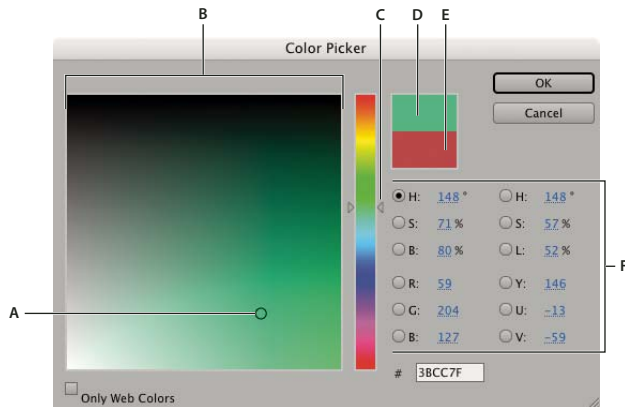 B
C
D
E
Color Picker
OK
Cancel
H: 148 °
H: 148 °
S: 71 %
S: 57 %
B: 80 %
L: 52 %
F
R: 59
Y: 146
A
G: 204
U: -13
B: 127
V: -59
# 3BCC7F
Only Web Colors